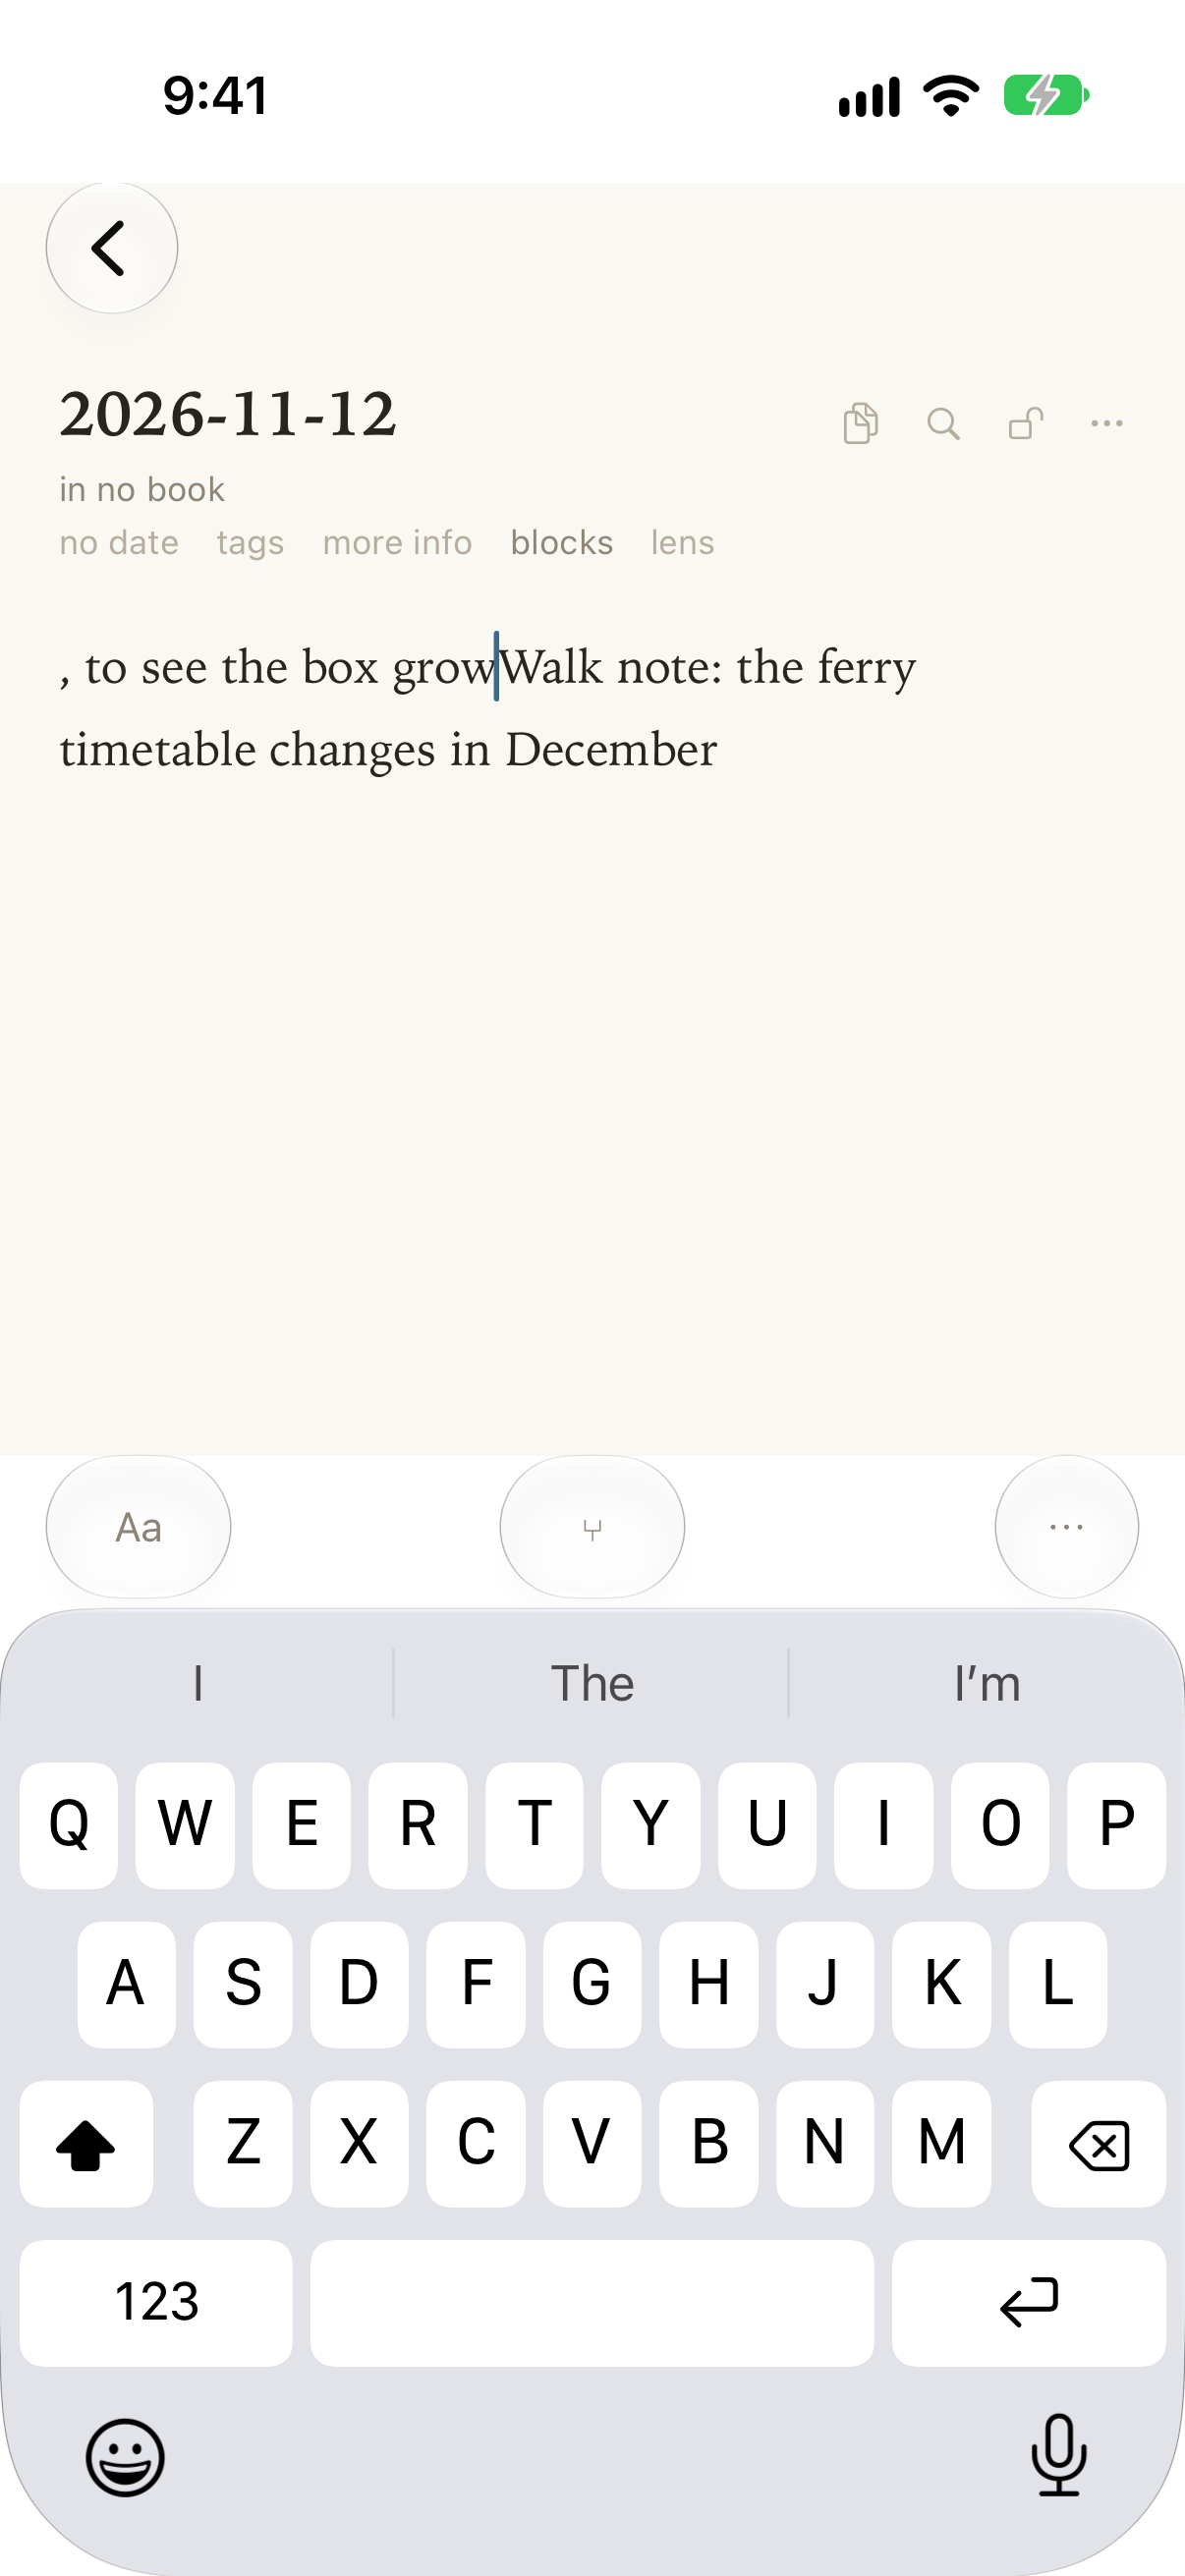 9:41
2026-11-12
in no book
no date tags more info blocks lens
, to see the box growWalk note: the ferry
timetable changes in December
Aa
I The I’m
Q W E R T Y U I O P
A S D F G H J K L
Z X C V B N M
123